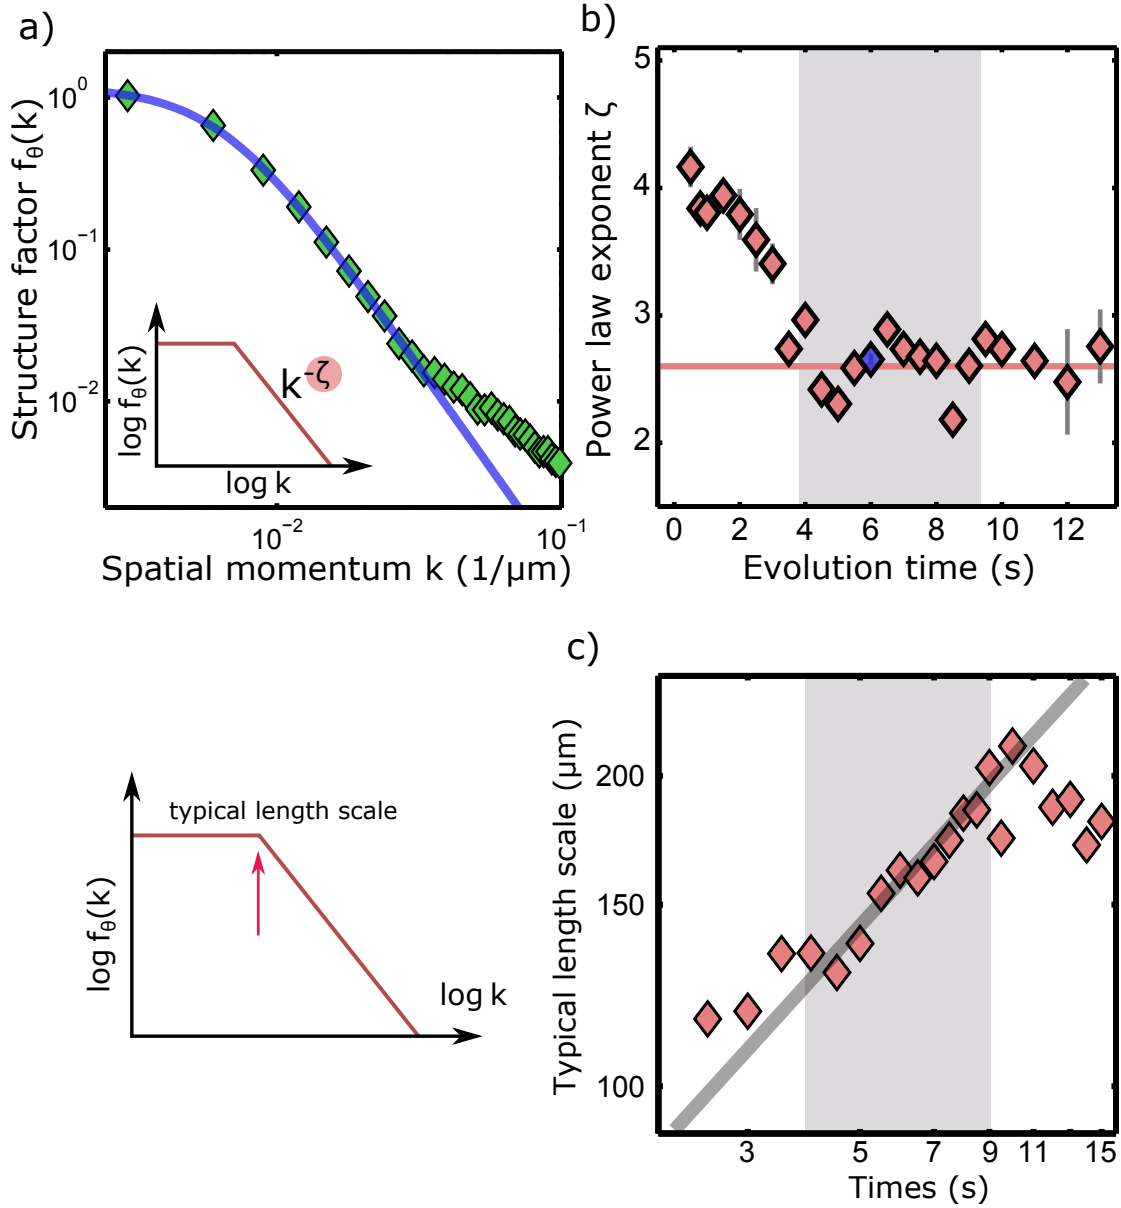 a)
Structure factor f_θ(k)
10⁰
10⁻¹
10⁻²
log f_θ(k)
k^-ζ
log k
10⁻²
10⁻¹
Spatial momentum k (1/μm)
b)
Power law exponent ζ
5
4
3
2
0
2
4
6
8
10
12
Evolution time (s)
typical length scale
log f_θ(k)
log k
c)
Typical length scale (μm)
200
150
100
3
5
7
9
11
15
Times (s)